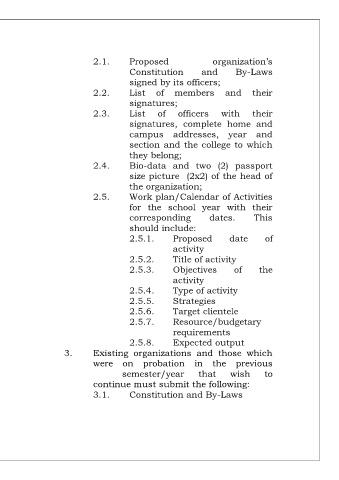 2.1. Proposed organization's
Constitution and By-Laws
signed by its officers;
2.2. List of members and their
signatures;
2.3. List of officers with their
signatures, complete home and
campus addresses, year and
section and the college to which
they belong;
2.4. Bio-data and two (2) passport
size picture (2x2) of the head of
the organization;
2.5. Work plan/Calendar of Activities
for the school year with their
corresponding dates. This
should include:
2.5.1. Proposed date of
activity
2.5.2. Title of activity
2.5.3. Objectives of the
activity
2.5.4. Type of activity
2.5.5. Strategies
2.5.6. Target clientele
2.5.7. Resource/budgetary
requirements
2.5.8. Expected output
3. Existing organizations and those which
were on probation in the previous
semester/year that wish to
continue must submit the following:
3.1. Constitution and By-Laws